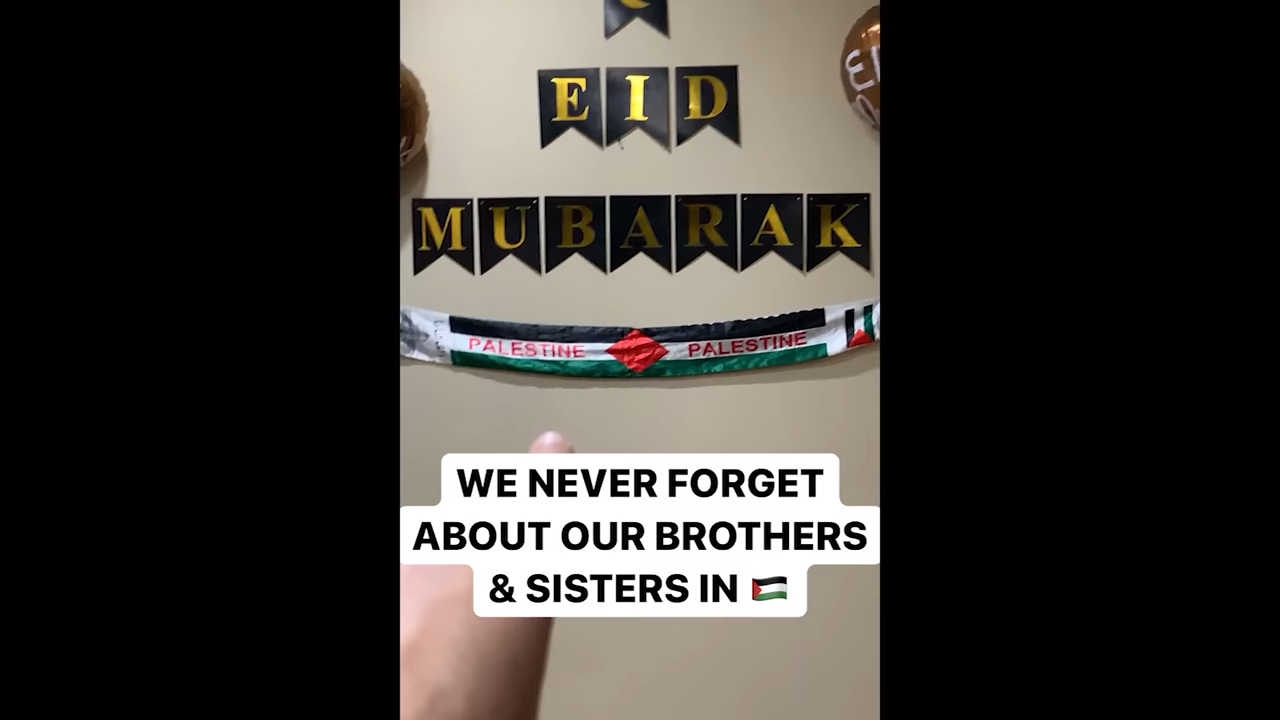 EID
MUBARAK
PALESTINE PALESTINE
WE NEVER FORGET
ABOUT OUR BROTHERS
& SISTERS IN 🇵🇸